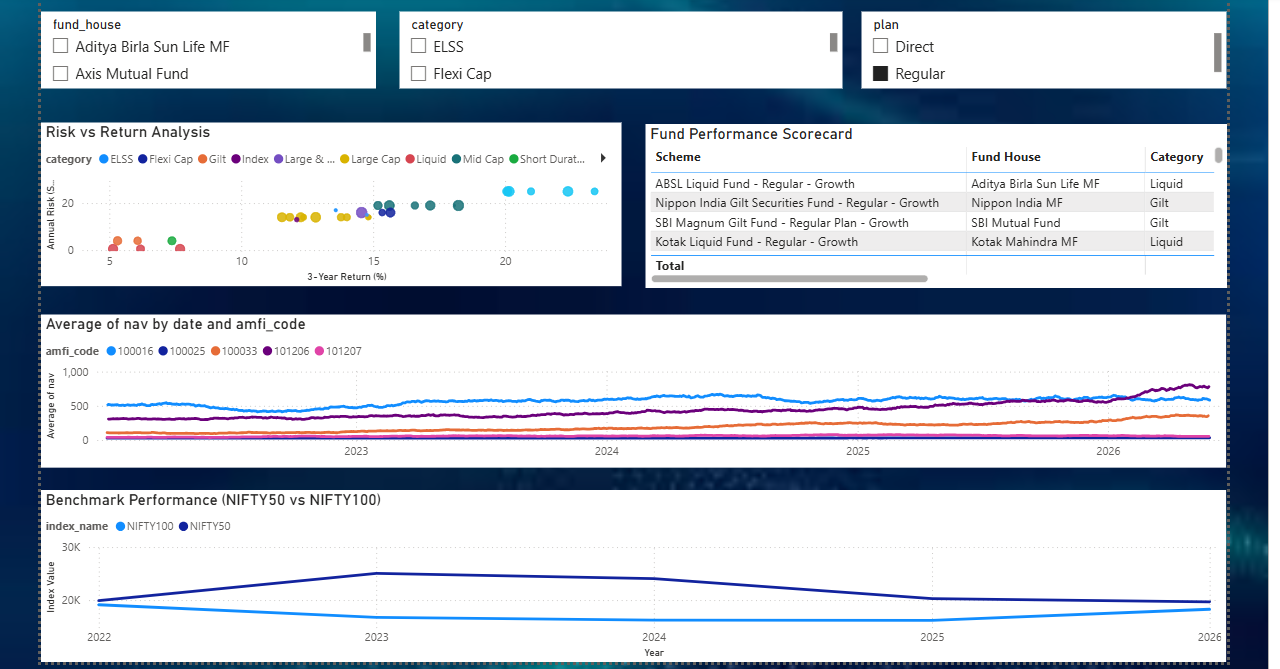 fund_house
Aditya Birla Sun Life MF
Axis Mutual Fund
category
ELSS
Flexi Cap
plan
Direct
Regular
Risk vs Return Analysis
category ELSS Flexi Cap Gilt Index Large & ... Large Cap Liquid Mid Cap Short Durat...
Annual Risk (S...
20
0
5 10 15 20
3-Year Return (%)
Fund Performance Scorecard
Scheme Fund House Category
ABSL Liquid Fund - Regular - Growth Aditya Birla Sun Life MF Liquid
Nippon India Gilt Securities Fund - Regular - Growth Nippon India MF Gilt
SBI Magnum Gilt Fund - Regular Plan - Growth SBI Mutual Fund Gilt
Kotak Liquid Fund - Regular - Growth Kotak Mahindra MF Liquid
Total
Average of nav by date and amfi_code
amfi_code 100016 100025 100033 101206 101207
Average of nav
1,000
500
0
2023 2024 2025 2026
Benchmark Performance (NIFTY50 vs NIFTY100)
index_name NIFTY100 NIFTY50
Index Value
30K
20K
2022 2023 2024 2025 2026
Year